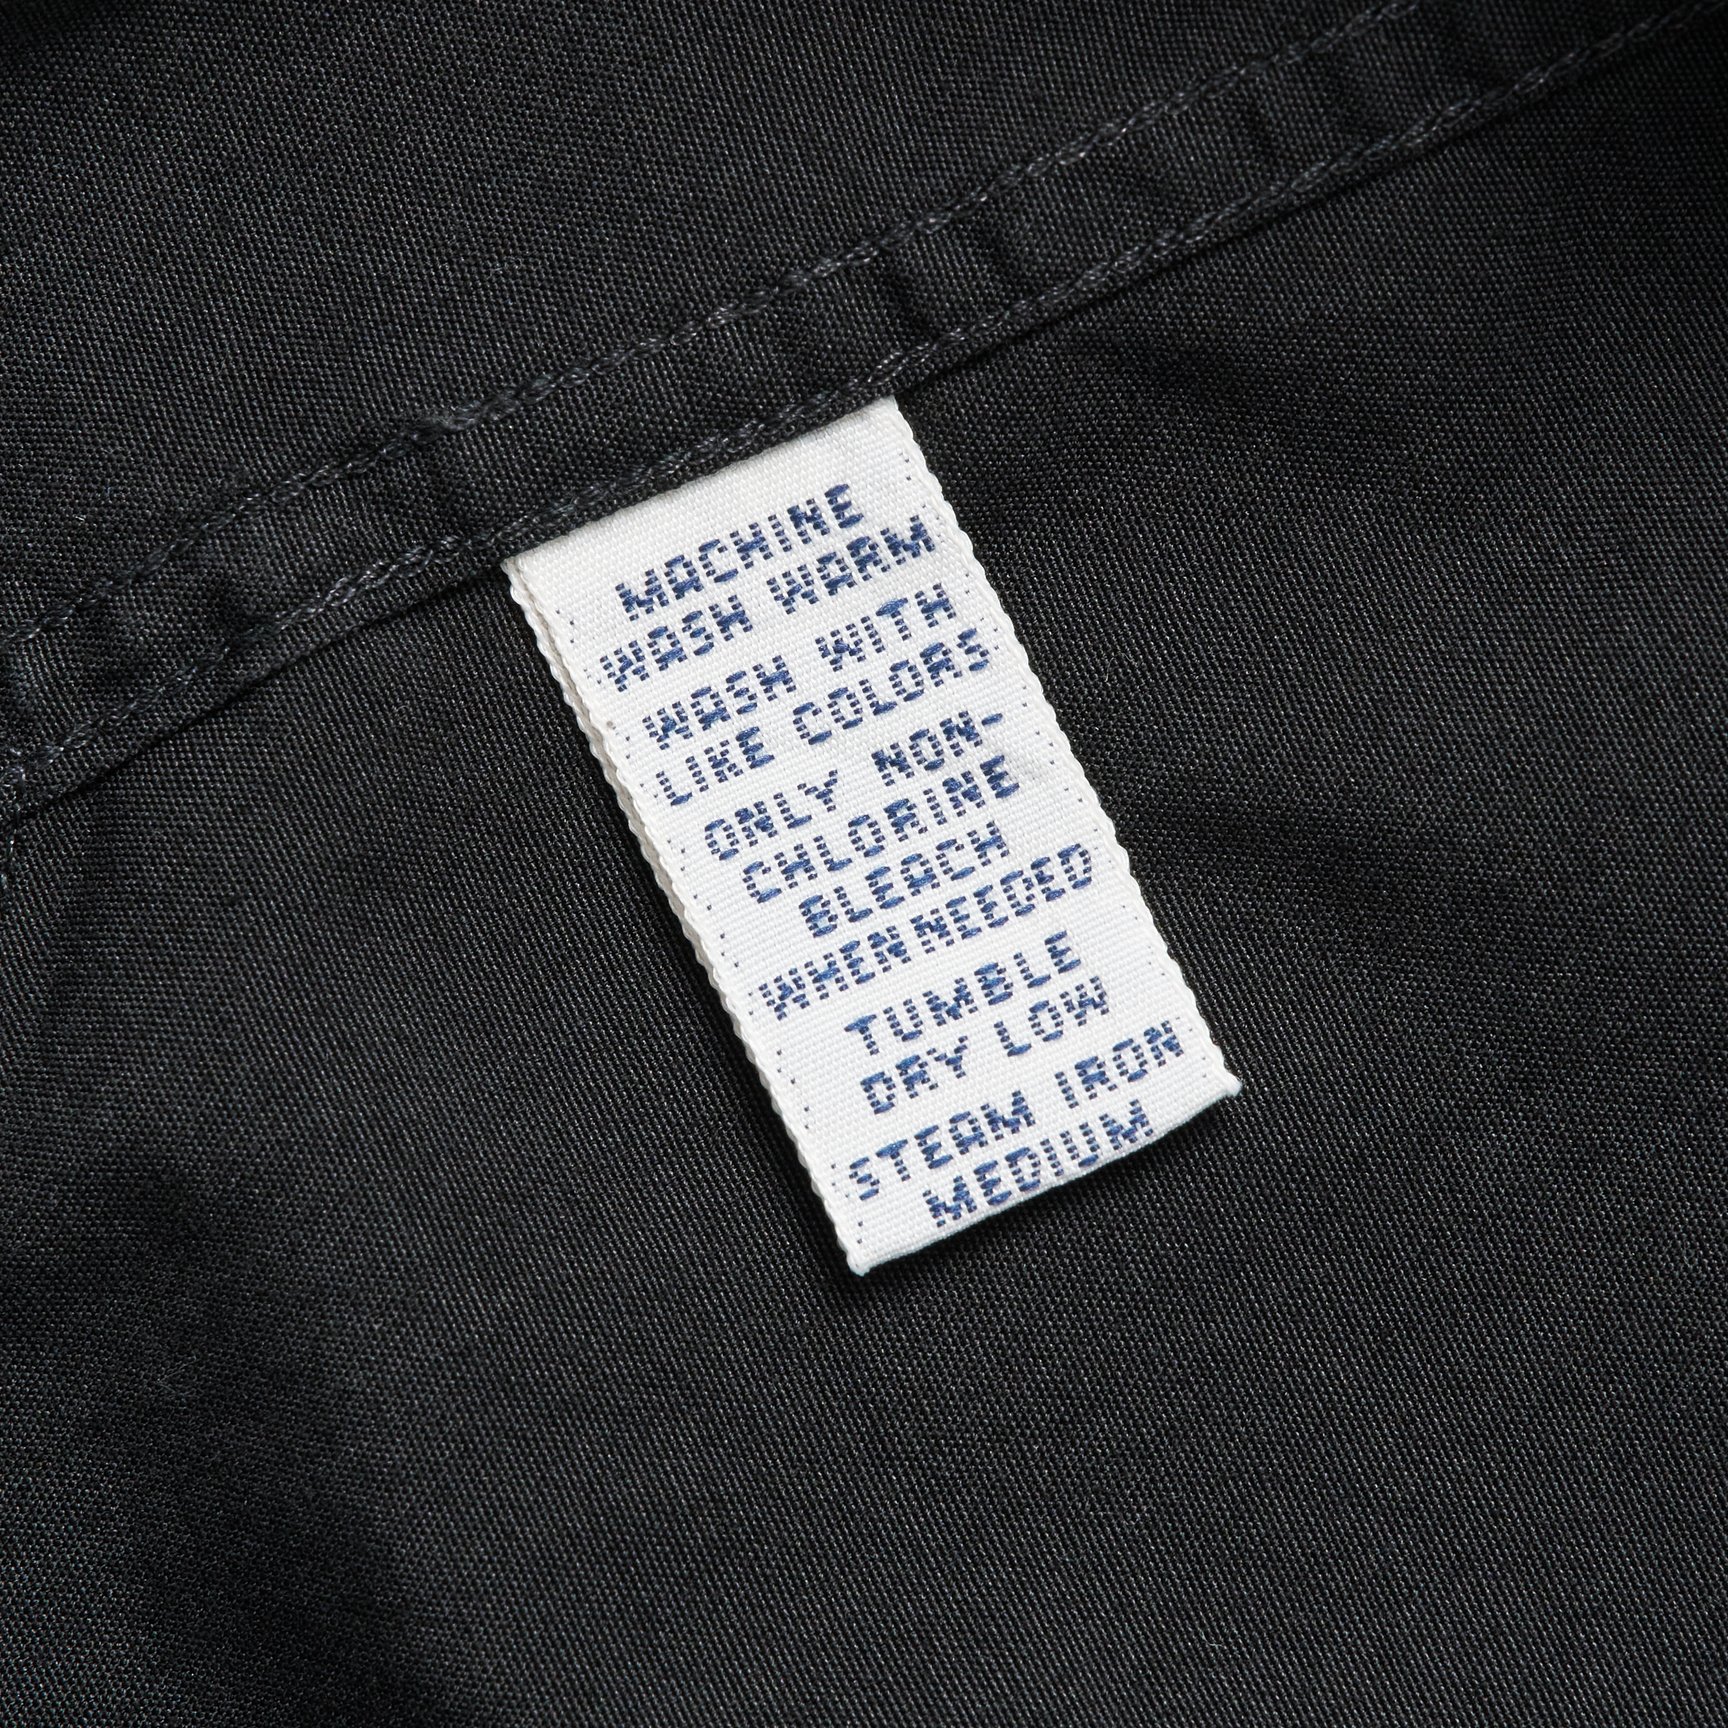 MACHINE
WASH WARM
WASH WITH
LIKE COLORS
ONLY NON-
CHLORINE
BLEACH
WHEN NEEDED
TUMBLE
DRY LOW
STEAM IRON
MEDIUM